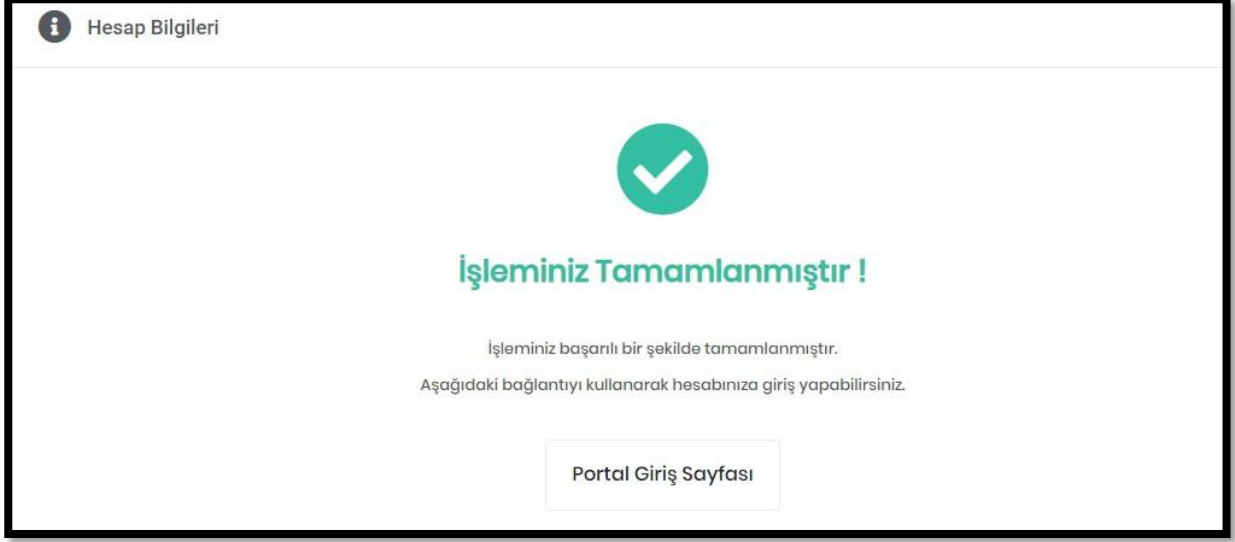 Hesap Bilgileri
İşleminiz Tamamlanmıştır !
İşleminiz başarılı bir şekilde tamamlanmıştır.
Aşağıdaki bağlantıyı kullanarak hesabınıza giriş yapabilirsiniz.
Portal Giriş Sayfası